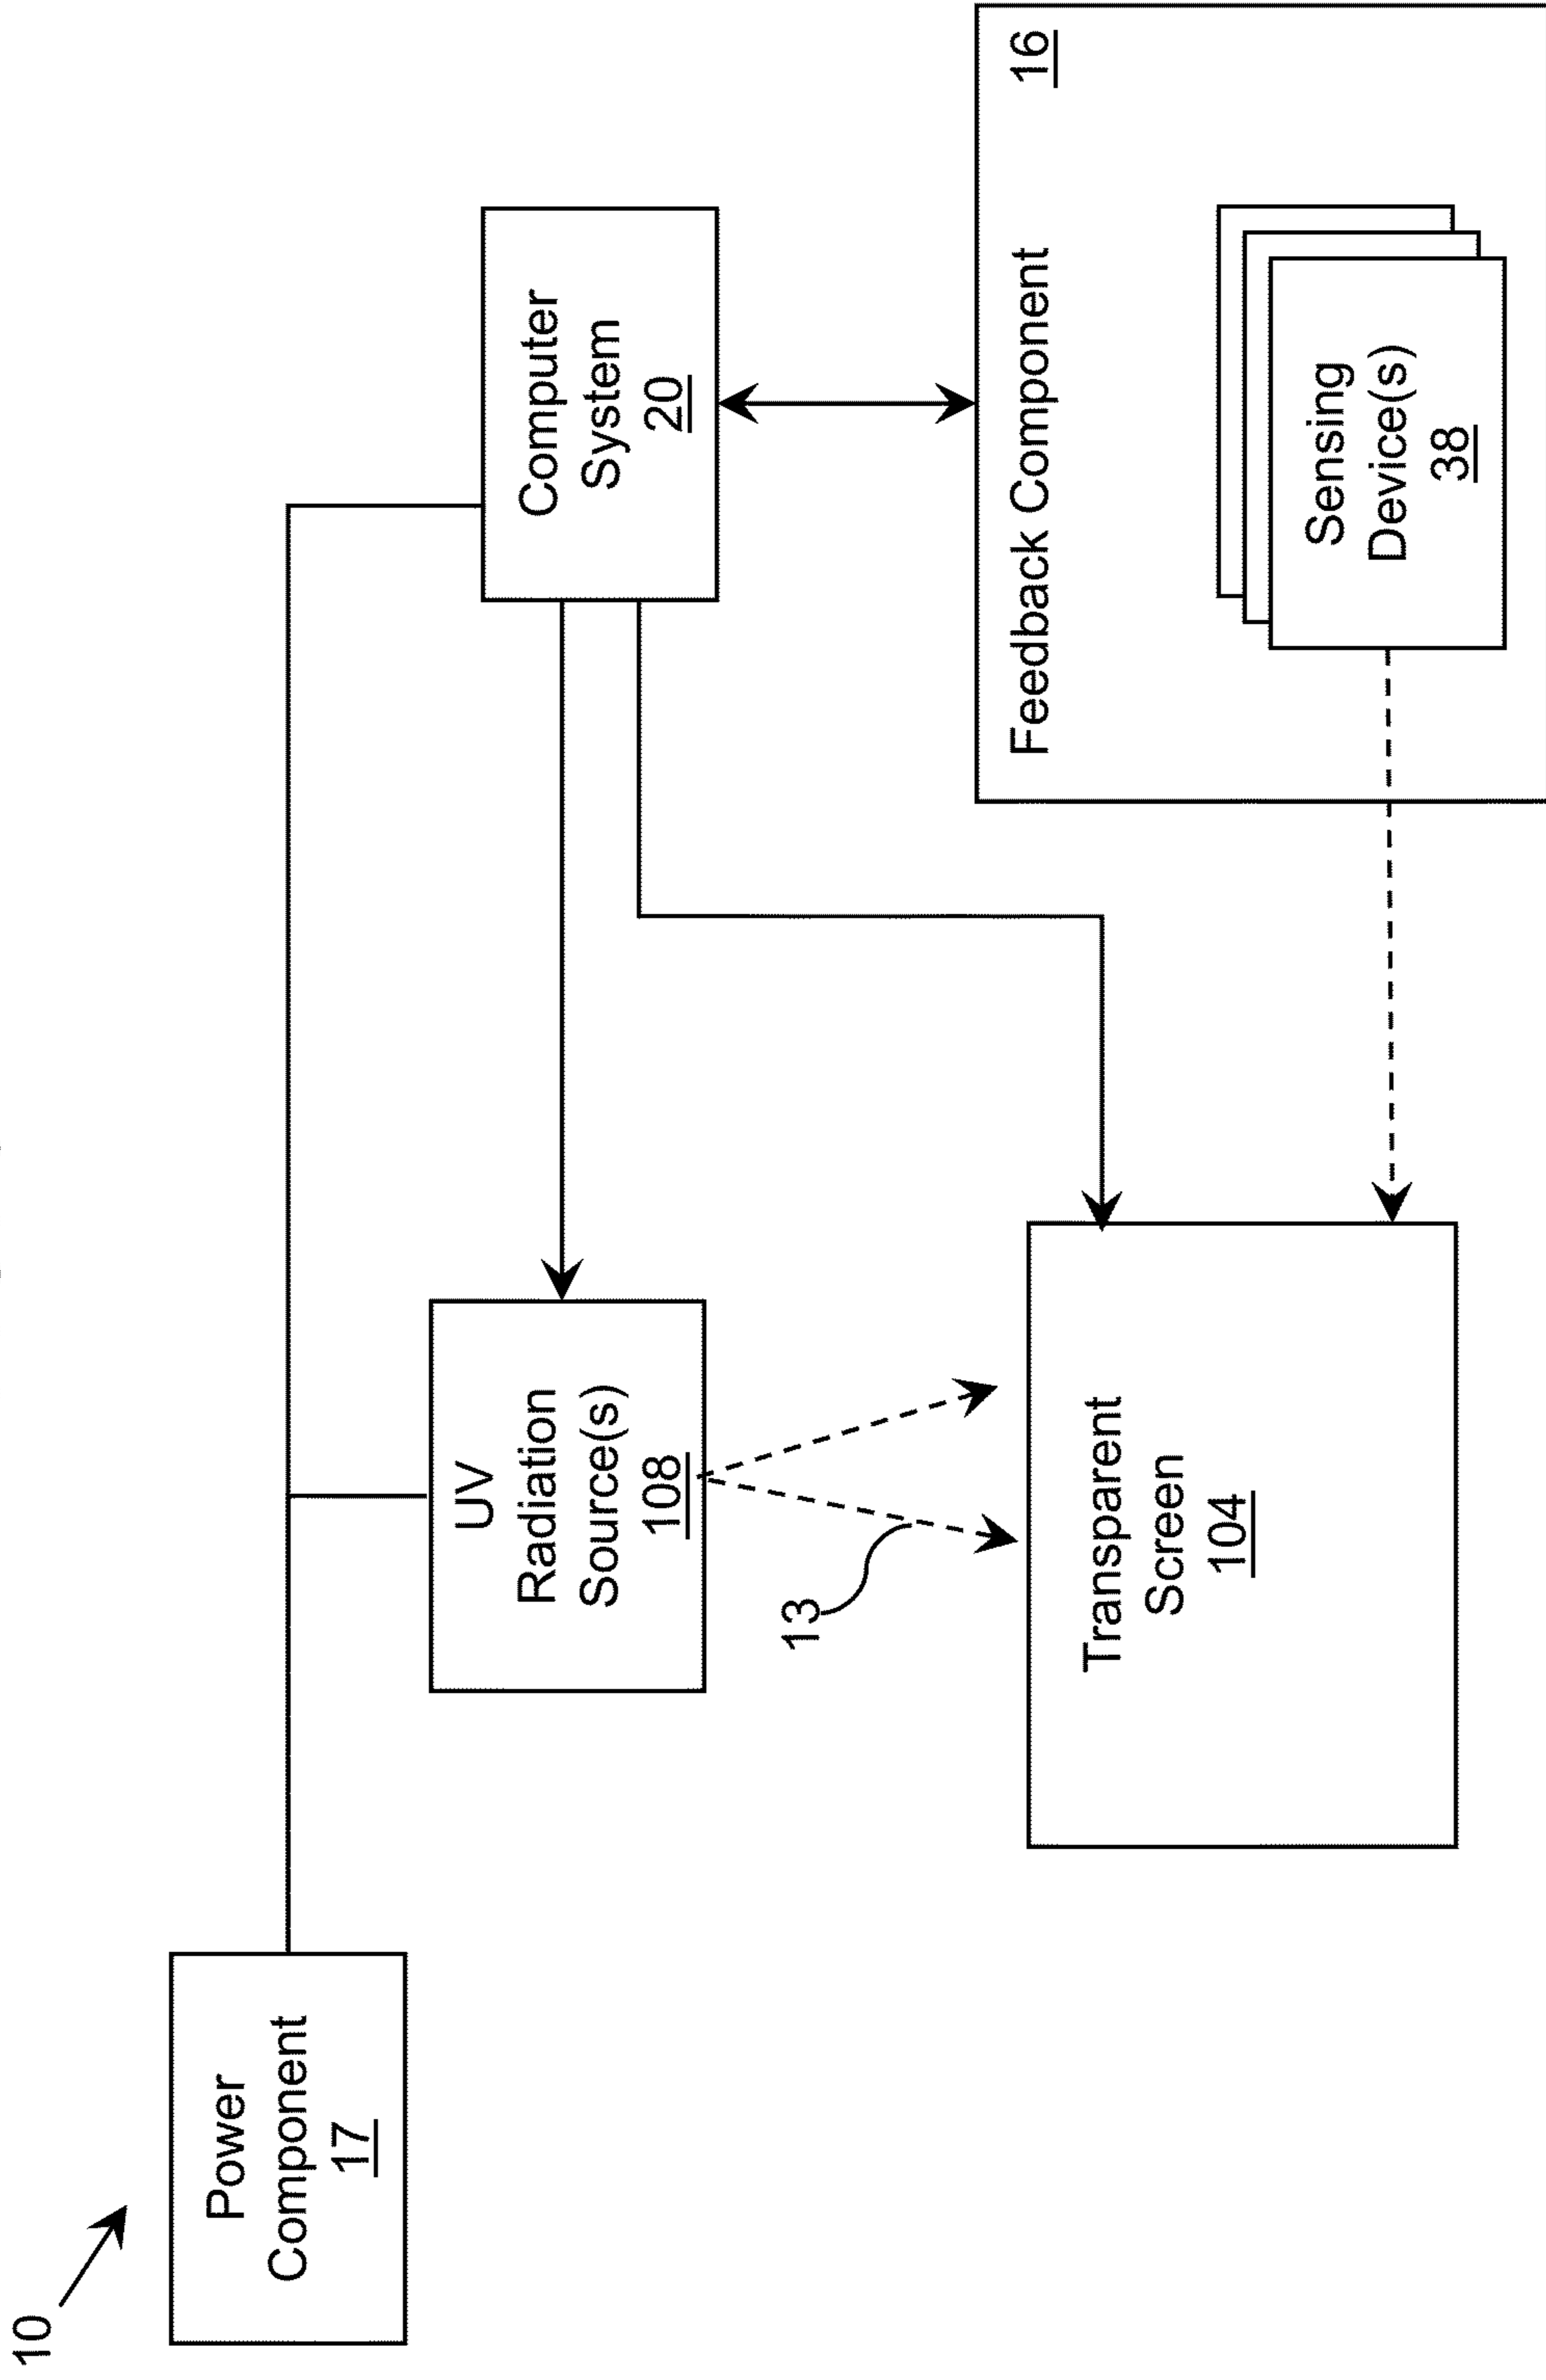 10
Power
Component
17
UV
Radiation
Source(s)
108
Computer
System
20
13
Transparent
Screen
104
Feedback Component
16
Sensing
Device(s)
38